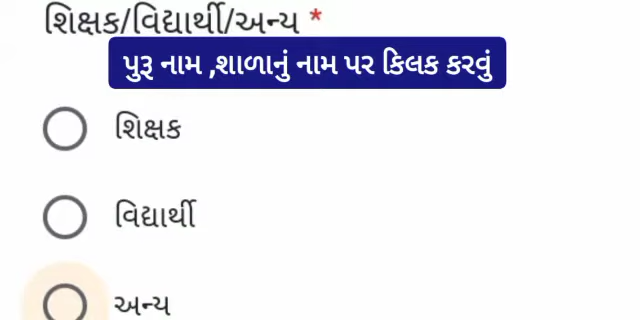 શિક્ષક/વિદ્યાર્થી/અન્ય *
પુરૂ નામ ,શાળાનું નામ પર કિલક કરવું
શિક્ષક
વિદ્યાર્થી
અન્ય